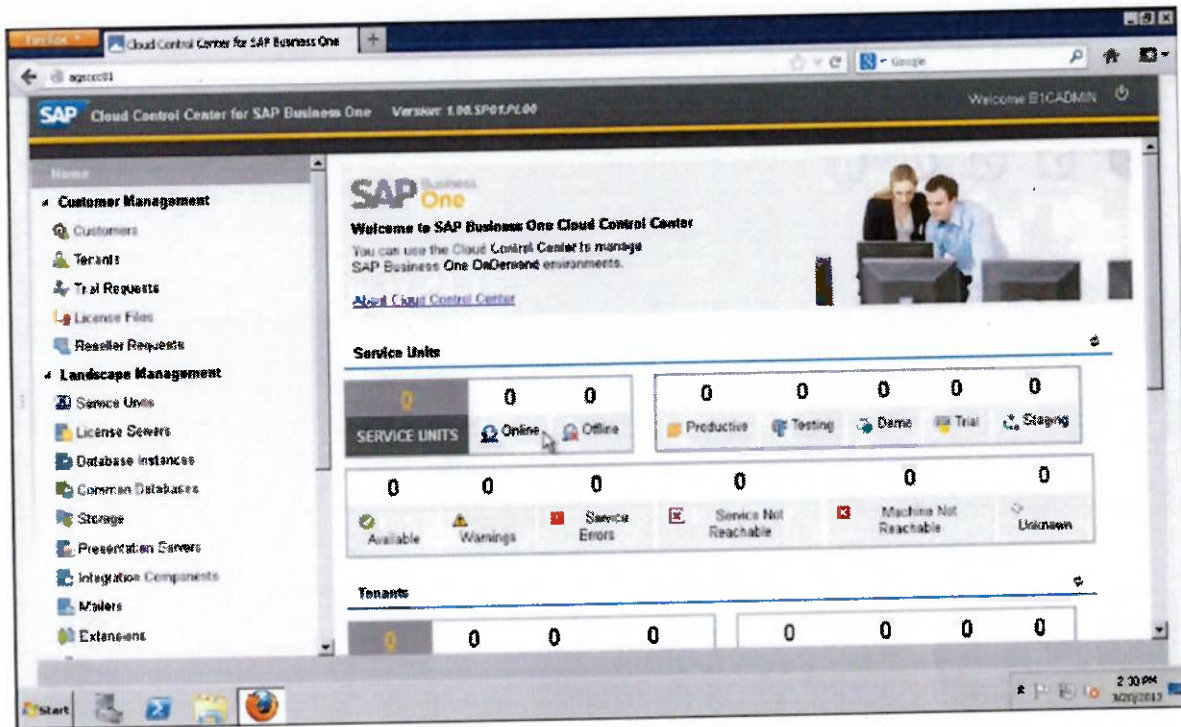 Firefox
Cloud Control Center for SAP Business One
+
agsccc01
Google
SAP Cloud Control Center for SAP Business One Version: 1.00.SP01.PL00
Welcome B1CADMIN
Home
Customer Management
Customers
Tenants
Trial Requests
License Files
Reseller Requests
Landscape Management
Service Units
License Servers
Database Instances
Common Databases
Storage
Presentation Servers
Integration Components
Mailers
Extensions
SAP Business One
Welcome to SAP Business One Cloud Control Center
You can use the Cloud Control Center to manage
SAP Business One OnDemand environments.
About Cloud Control Center
Service Units
0 0 0 0 0 0 0 0
SERVICE UNITS Online Offline Productive Testing Demo Trial Staging
0 0 0 0 0 0
Available Warnings Service Errors Service Not Reachable Machine Not Reachable Unknown
Tenants
0 0 0 0 0 0 0 0
Start
2:30 PM
3/20/2013